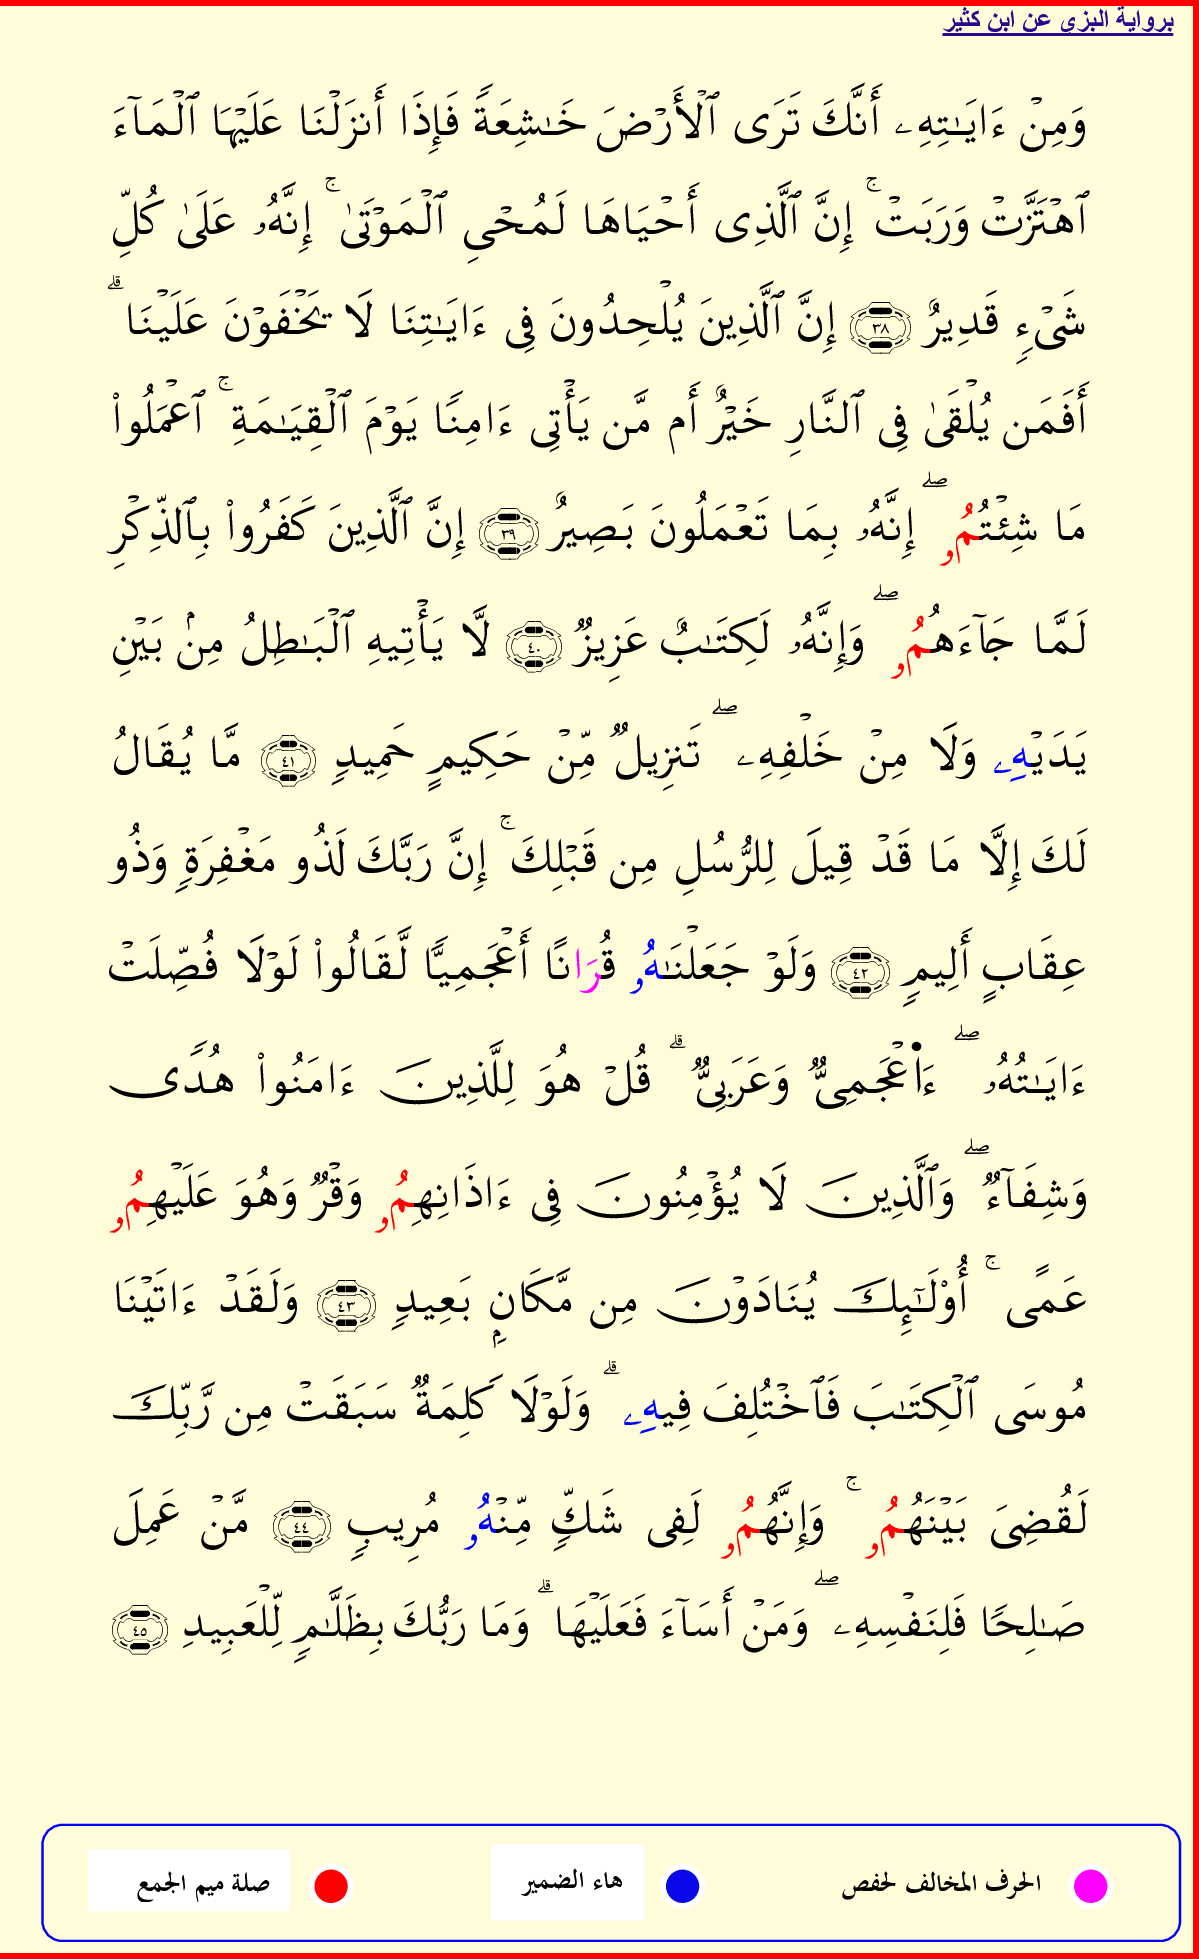 برواية البزي عن ابن كثير
وَمِنْ ءَايَـٰتِهِۦ أَنَّكَ تَرَى ٱلْأَرْضَ خَـٰشِعَةً فَإِذَا أَنزَلْنَا عَلَيْهَا ٱلْمَآءَ
ٱهْتَزَّتْ وَرَبَتْ ۚ إِنَّ ٱلَّذِى أَحْيَاهَا لَمُحْىِ ٱلْمَوْتَىٰ ۚ إِنَّهُۥ عَلَىٰ كُلِّ
شَىْءٍ قَدِيرٌ ٣٨ إِنَّ ٱلَّذِينَ يُلْحِدُونَ فِى ءَايَـٰتِنَا لَا يَخْفَوْنَ عَلَيْنَا ۗ
أَفَمَن يُلْقَىٰ فِى ٱلنَّارِ خَيْرٌ أَم مَّن يَأْتِى ءَامِنًا يَوْمَ ٱلْقِيَـٰمَةِ ۚ ٱعْمَلُوا۟
مَا شِئْتُمُۥ ۖ إِنَّهُۥ بِمَا تَعْمَلُونَ بَصِيرٌ ٣٩ إِنَّ ٱلَّذِينَ كَفَرُوا۟ بِٱلذِّكْرِ
لَمَّا جَآءَهُمُۥ ۖ وَإِنَّهُۥ لَكِتَـٰبٌ عَزِيزٌ ٤٠ لَّا يَأْتِيهِ ٱلْبَـٰطِلُ مِنۢ بَيْنِ
يَدَيْهِۦ وَلَا مِنْ خَلْفِهِۦ ۖ تَنزِيلٌ مِّنْ حَكِيمٍ حَمِيدٍ ٤١ مَّا يُقَالُ
لَكَ إِلَّا مَا قَدْ قِيلَ لِلرُّسُلِ مِن قَبْلِكَ ۚ إِنَّ رَبَّكَ لَذُو مَغْفِرَةٍ وَذُو
عِقَابٍ أَلِيمٍ ٤٢ وَلَوْ جَعَلْنَـٰهُۥ قُرَانًا أَعْجَمِيًّا لَّقَالُوا۟ لَوْلَا فُصِّلَتْ
ءَايَـٰتُهُۥ ۖ ءَا۬عْجَمِىٌّ وَعَرَبِىٌّ ۗ قُلْ هُوَ لِلَّذِينَ ءَامَنُوا۟ هُدًى
وَشِفَآءٌ ۖ وَٱلَّذِينَ لَا يُؤْمِنُونَ فِى ءَاذَانِهِمُۥ وَقْرٌ وَهُوَ عَلَيْهِمُۥ
عَمًى ۚ أُو۟لَـٰٓئِكَ يُنَادَوْنَ مِن مَّكَانٍۭ بَعِيدٍ ٤٣ وَلَقَدْ ءَاتَيْنَا
مُوسَى ٱلْكِتَـٰبَ فَٱخْتُلِفَ فِيهِۦ ۗ وَلَوْلَا كَلِمَةٌ سَبَقَتْ مِن رَّبِّكَ
لَقُضِىَ بَيْنَهُمُۥ ۚ وَإِنَّهُمُۥ لَفِى شَكٍّ مِّنْهُۥ مُرِيبٍ ٤٤ مَّنْ عَمِلَ
صَـٰلِحًا فَلِنَفْسِهِۦ ۖ وَمَنْ أَسَآءَ فَعَلَيْهَا ۗ وَمَا رَبُّكَ بِظَلَّـٰمٍ لِّلْعَبِيدِ ٤٥
الحرف المخالف لحفص هاء الضمير صلة ميم الجمع